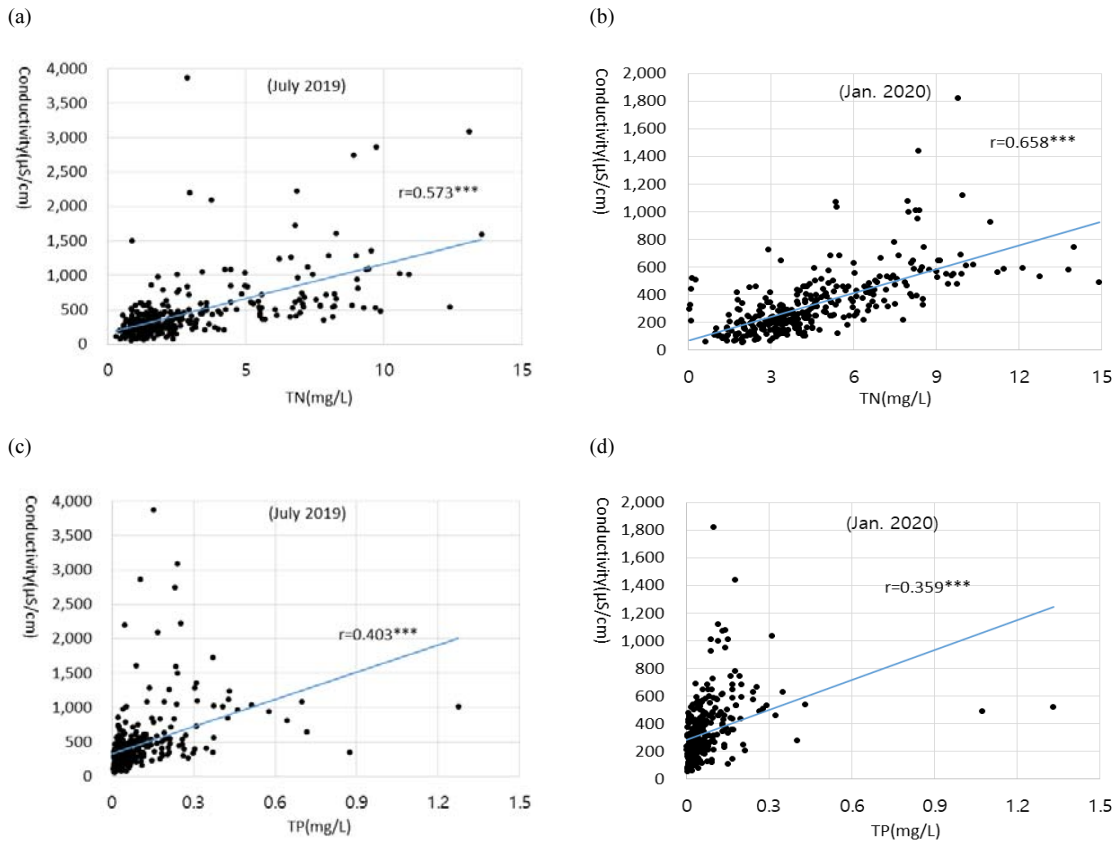 (a)
(July 2019)
r=0.573***
Conductivity(µS/cm)
4,000
3,500
3,000
2,500
2,000
1,500
1,000
500
0
0 5 10 15
TN(mg/L)
(b)
(Jan. 2020)
r=0.658***
Conductivity(µS/cm)
2,000
1,800
1,600
1,400
1,200
1,000
800
600
400
200
0
0 3 6 9 12 15
TN(mg/L)
(c)
(July 2019)
r=0.403***
Conductivity(µS/cm)
4,000
3,500
3,000
2,500
2,000
1,500
1,000
500
0
0 0.3 0.6 0.9 1.2 1.5
TP(mg/L)
(d)
(Jan. 2020)
r=0.359***
Conductivity(µS/cm)
2,000
1,800
1,600
1,400
1,200
1,000
800
600
400
200
0
0 0.3 0.6 0.9 1.2 1.5
TP(mg/L)